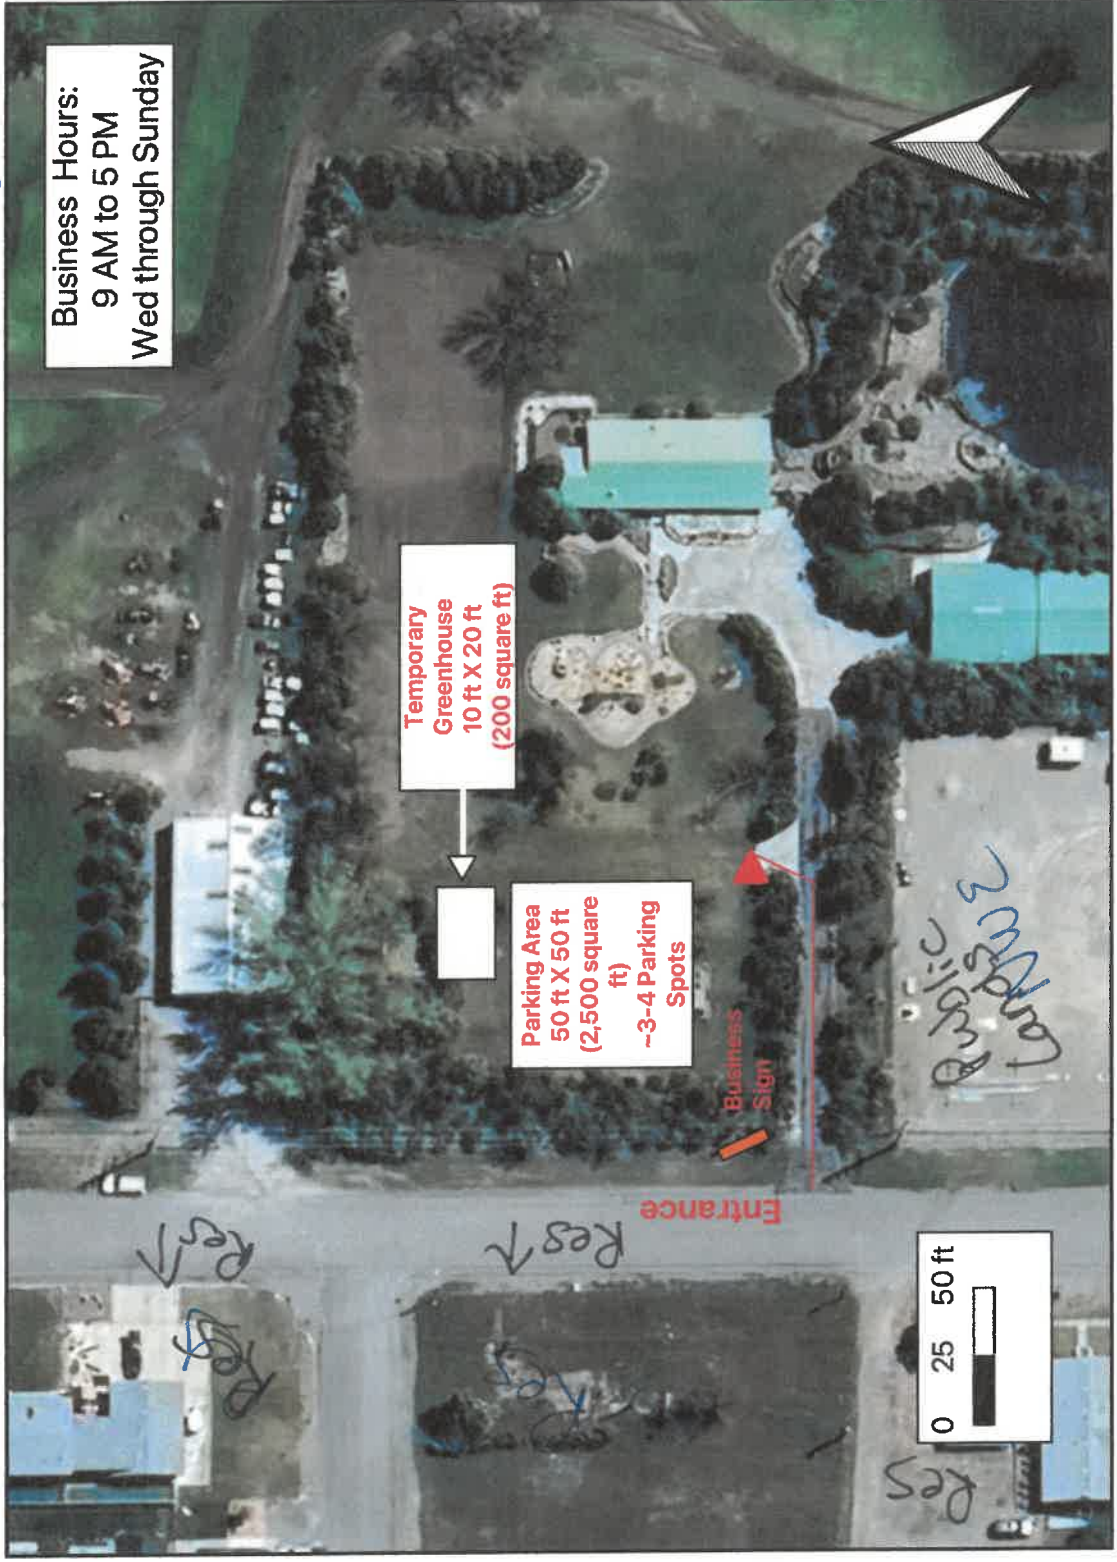 Business Hours:
9 AM to 5 PM
Wed through Sunday
Temporary
Greenhouse
10 ft X 20 ft
(200 square ft)
Parking Area
50 ft X 50 ft
(2,500 square
ft)
~3-4 Parking
Spots
Business
Sign
Entrance
Res
Res
Res
Res
Res
Public
Land
0 25 50 ft